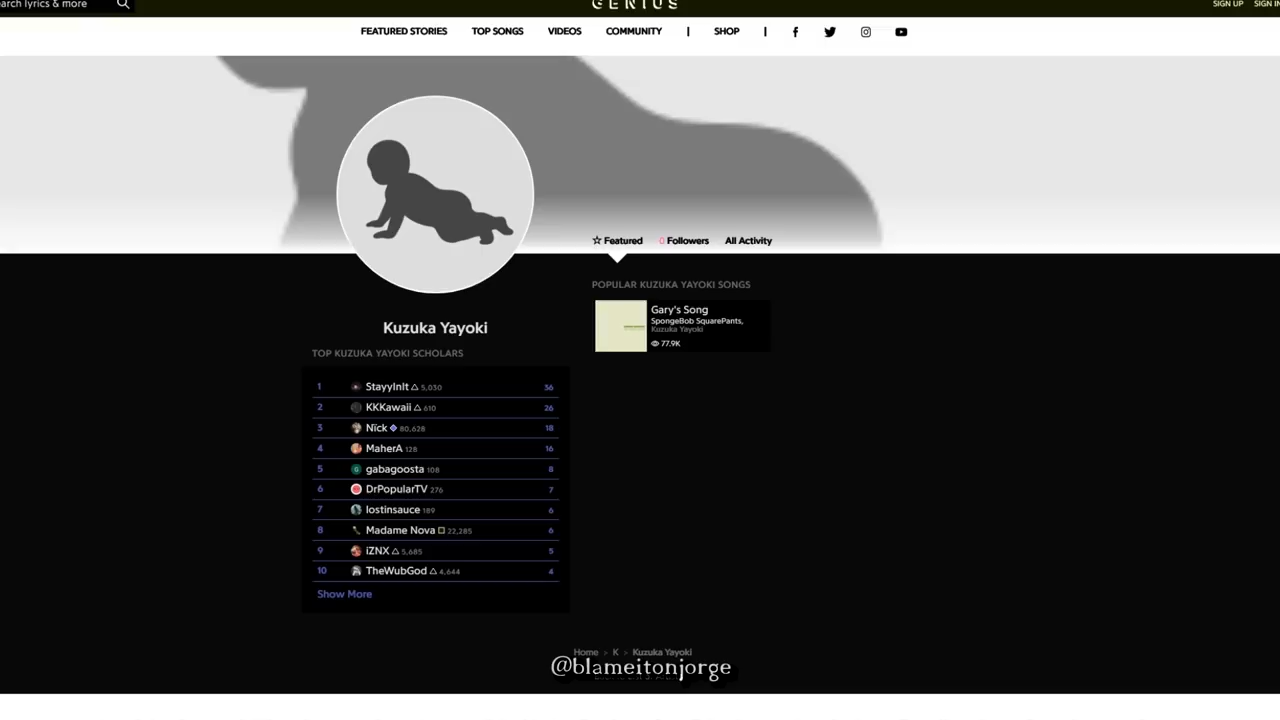 arch lyrics & more
GENIUS
SIGN UP SIGN IN
FEATURED STORIES TOP SONGS VIDEOS COMMUNITY | SHOP |
Featured 0 Followers All Activity
POPULAR KUZUKA YAYOKI SONGS
Gary's Song
SpongeBob SquarePants,
Kuzuka Yayoki
77.9K
Kuzuka Yayoki
TOP KUZUKA YAYOKI SCHOLARS
1 StayyInIt 5,030 56
2 KKKawaii 610 26
3 Nïck 80,628 18
4 MaherA 128 16
5 G gabagoosta 108 8
6 DrPopularTV 276 7
7 lostinsauce 189 6
8 Madame Nova 22,285 6
9 iZNX 5,685 5
10 TheWubGod 4,644 4
Show More
Home > K > Kuzuka Yayoki
@blameitonjorge